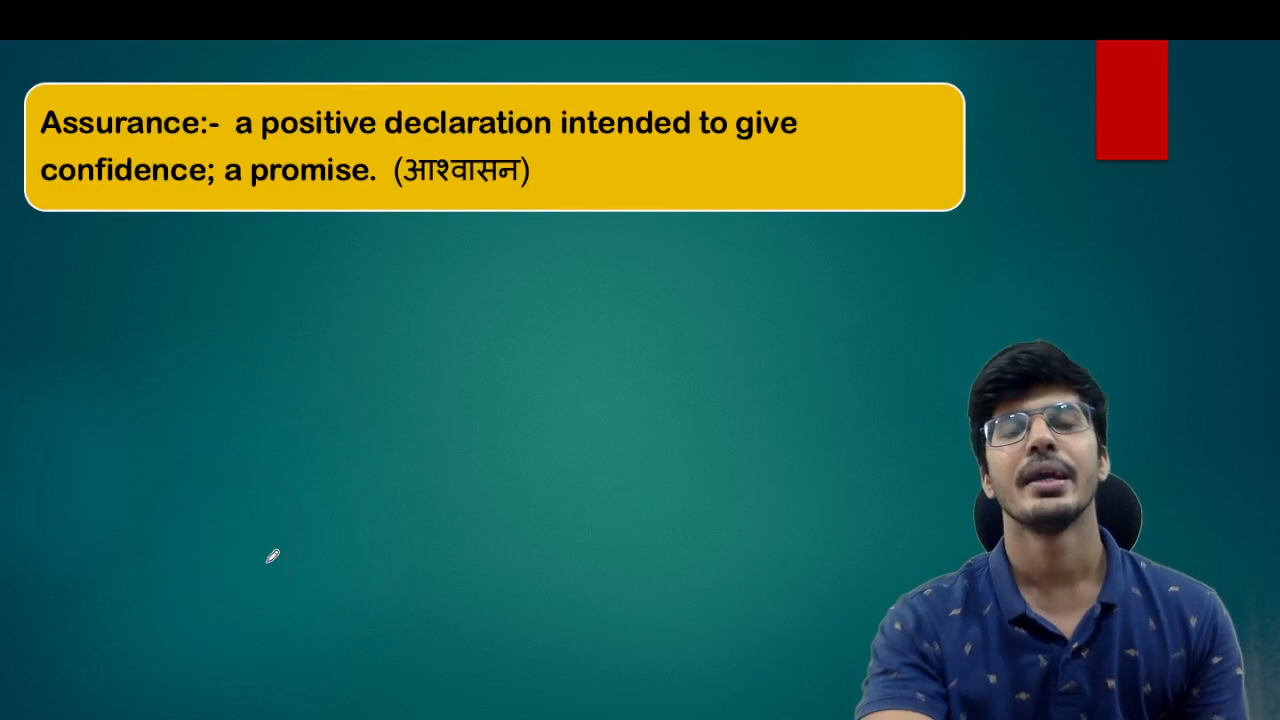 Assurance:- a positive declaration intended to give
confidence; a promise. (आश्वासन)